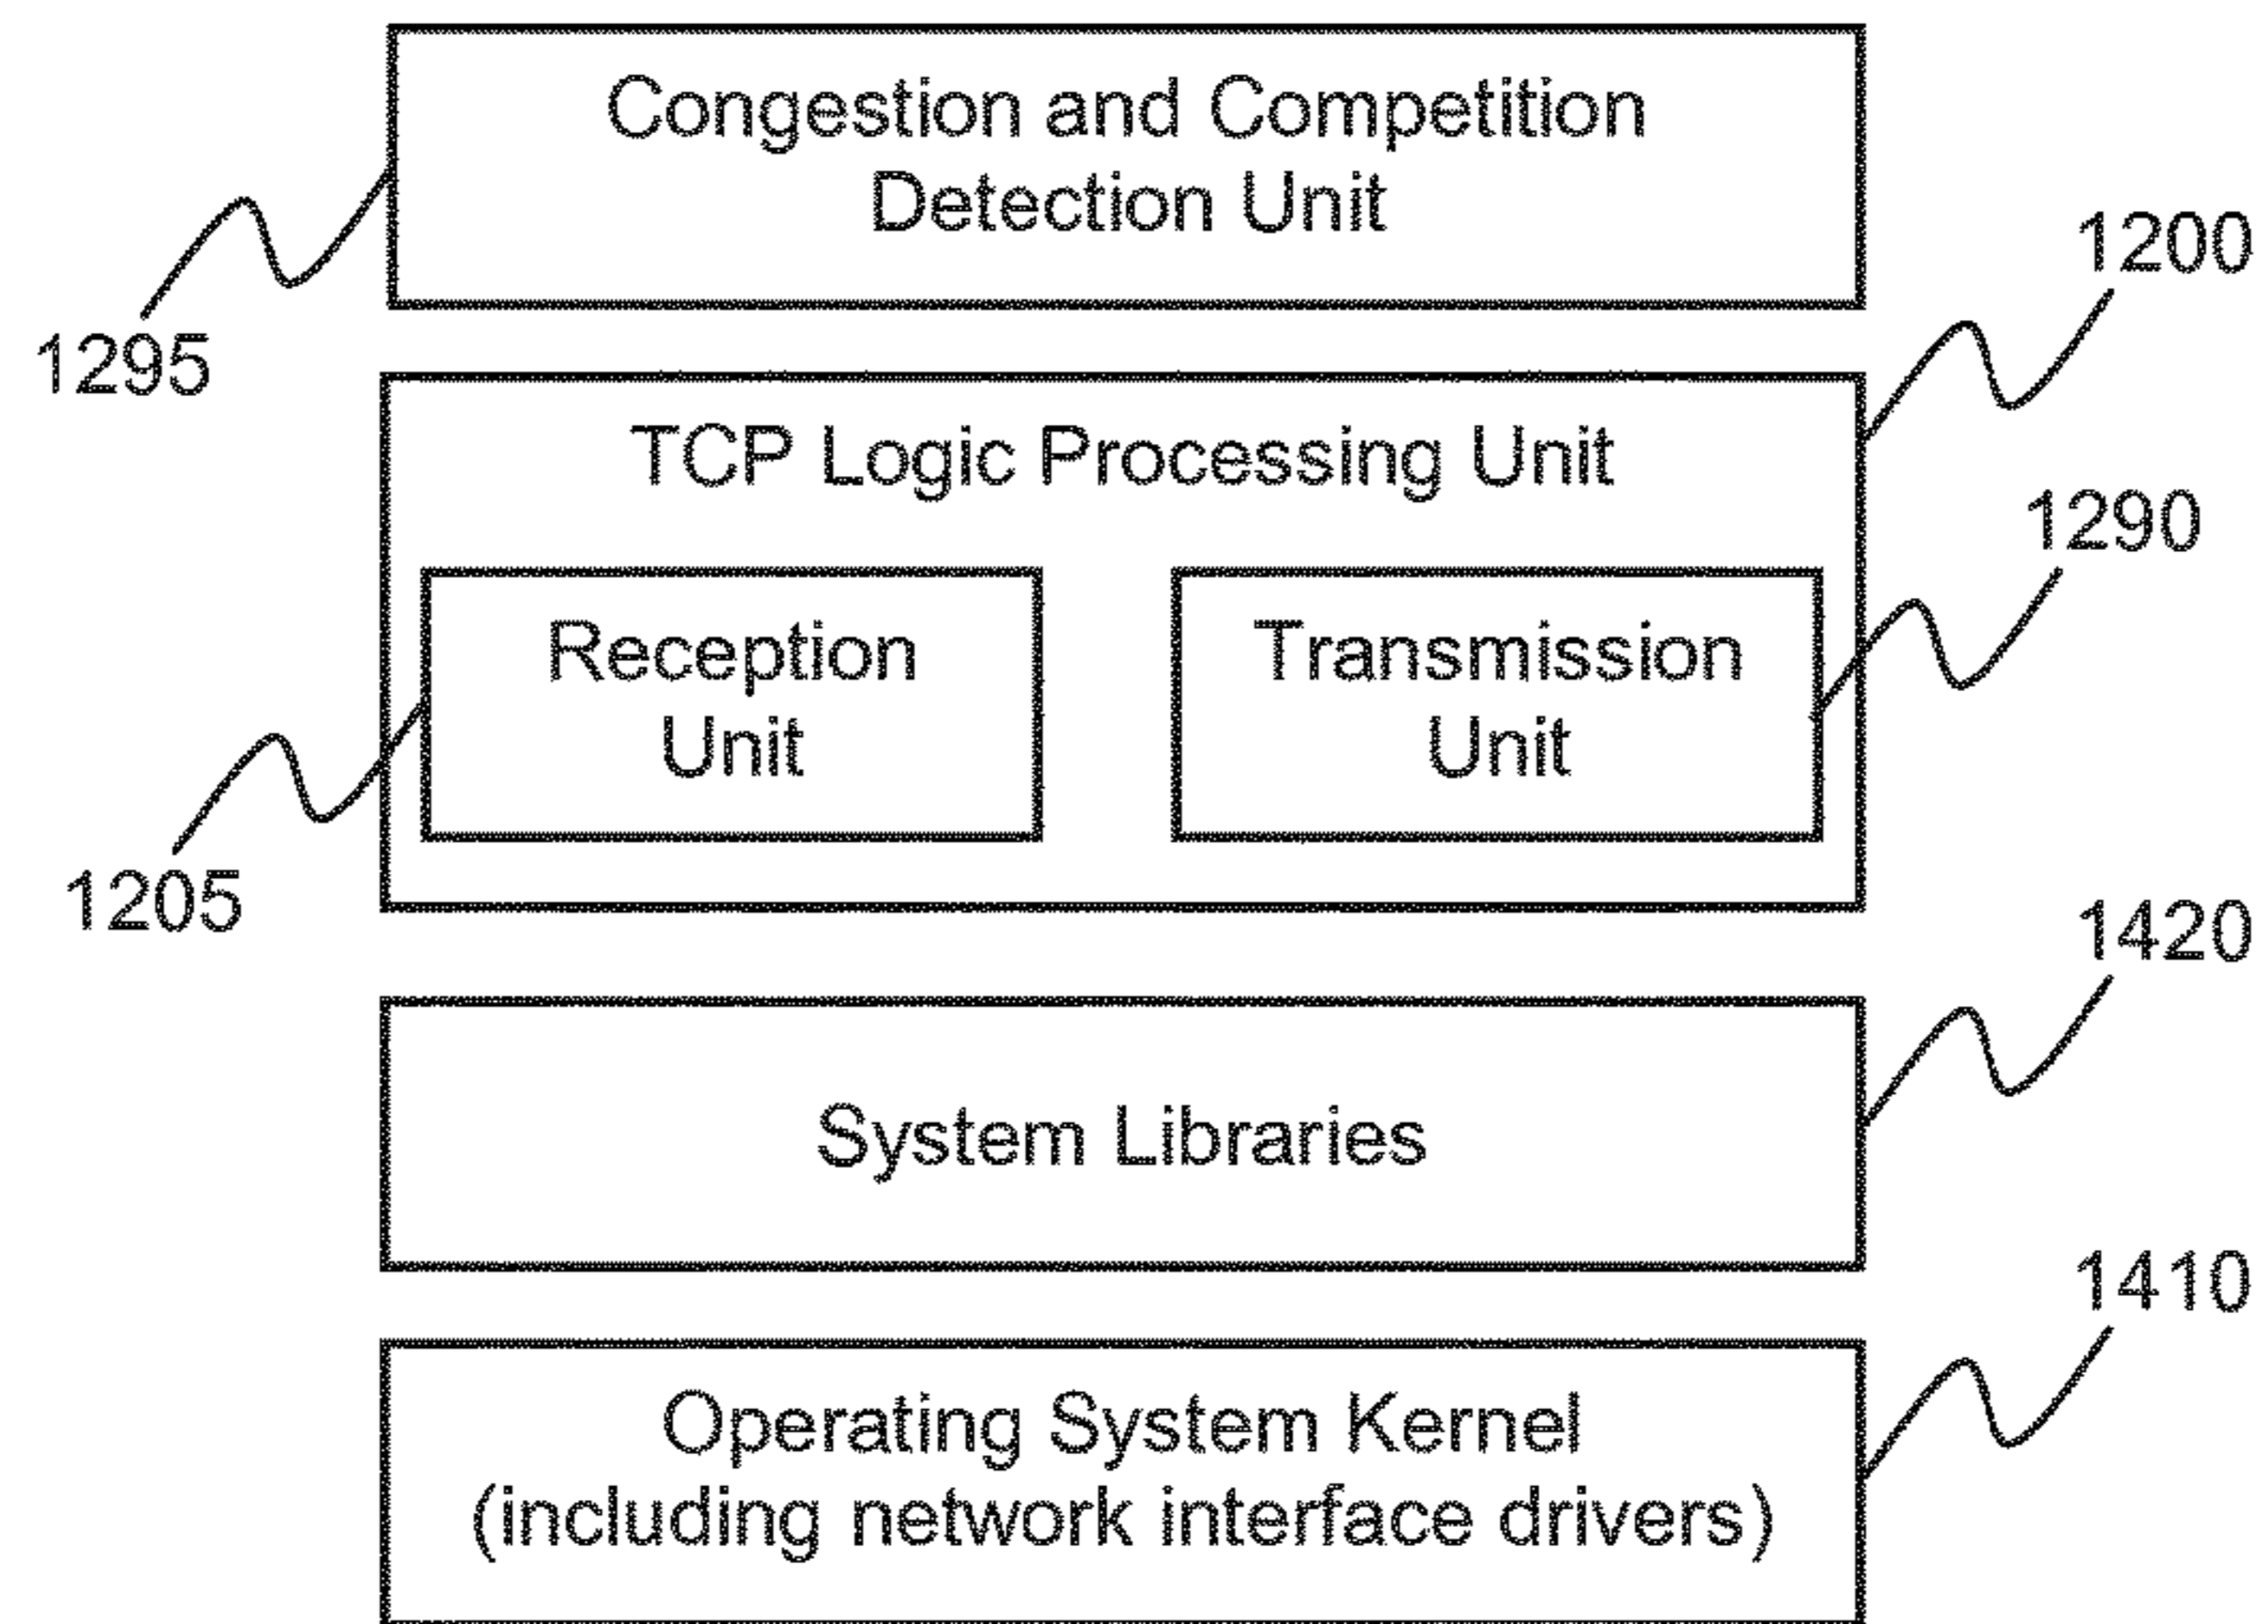 Congestion and Competition
Detection Unit
1200
1295
TCP Logic Processing Unit
1290
Reception
Unit
Transmission
Unit
1205
1420
System Libraries
1410
Operating System Kernel
(including network interface drivers)